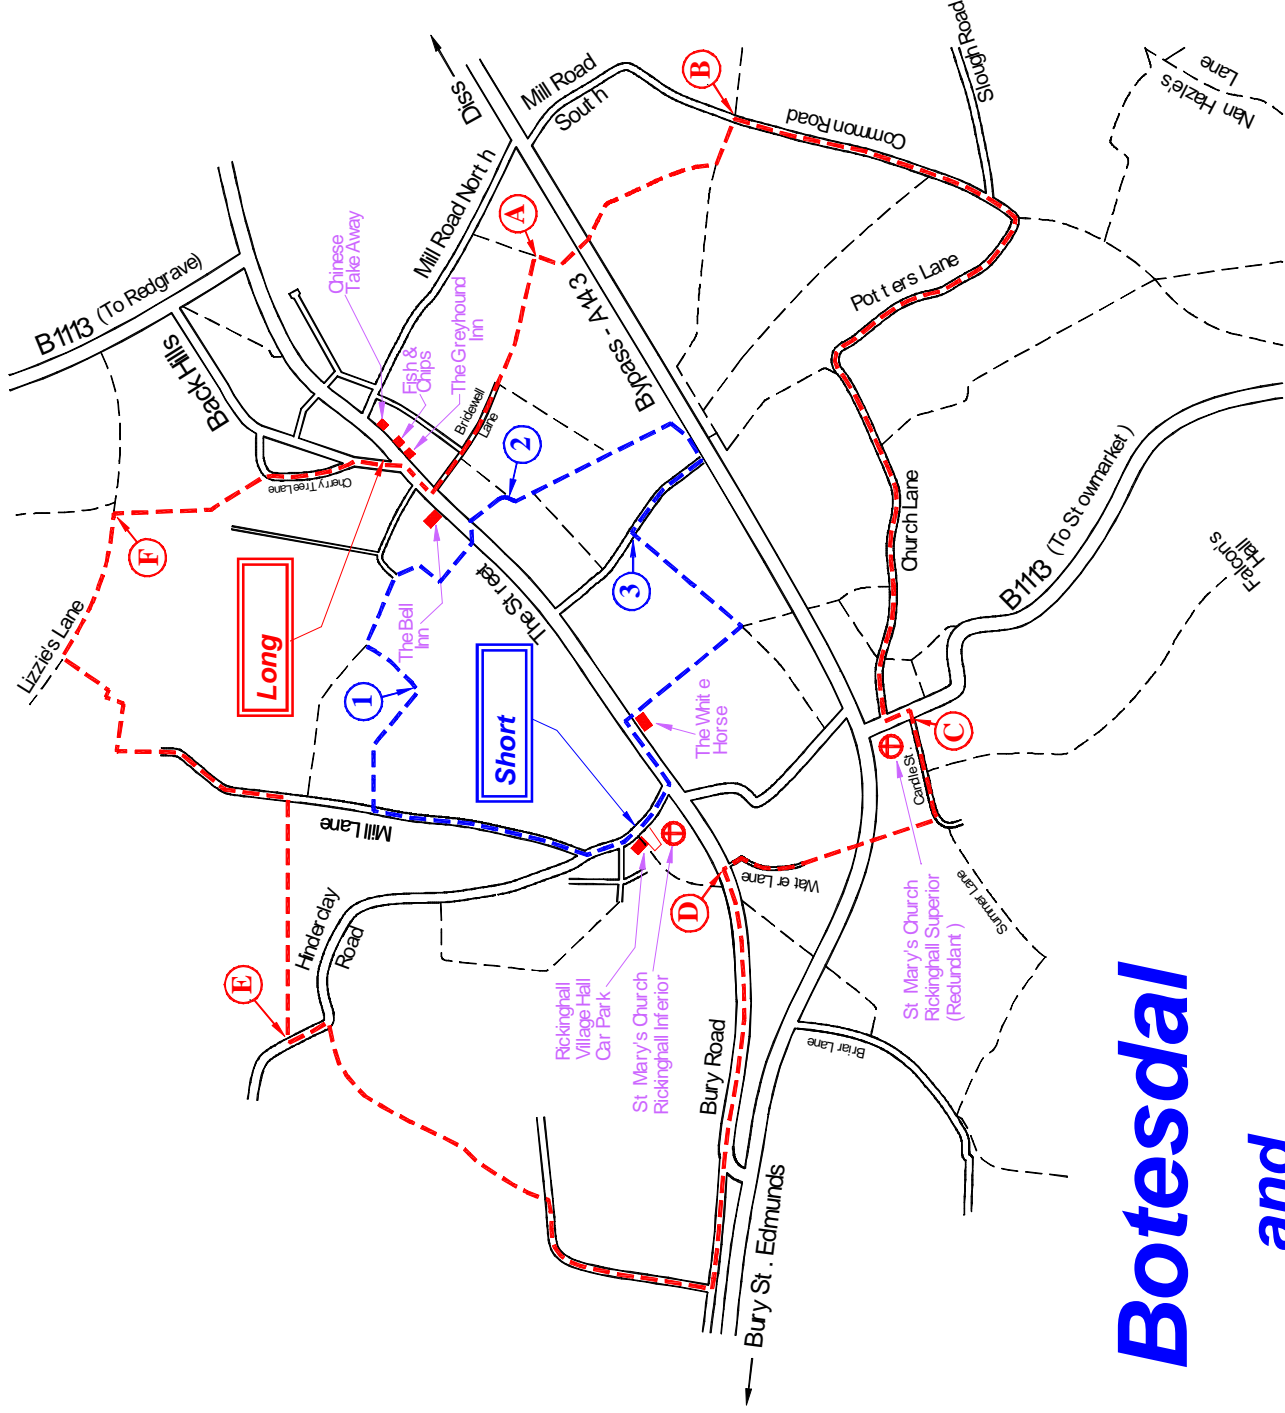 Diss
Mill Road
South
B
Common Road
Slough Road
Nan Hazle's
Lane
B1113 (To Redgrave)
Back Hills
Chinese
Take Away
Mill Road North
A
Fish &
Chips
The Greyhound
Inn
Bridewell
Lane
Bypass - A143
Potters Lane
Cherry Tree Lane
2
F
Lizzie's Lane
Long
The Bell
Inn
The Street
3
Church Lane
B1113 (To Stowmarket)
Falcon's
Hall
1
Short
The White
Horse
C
Candle St.
Mill Lane
Hinderclay
Road
D
Water Lane
Summer Lane
E
Rickinghall
Village Hall
Car Park
St Mary's Church
Rickinghall Inferior
St Mary's Church
Rickinghall Superior
(Redundant)
Bury Road
Briar Lane
Bury St. Edmunds
Botesdal
and